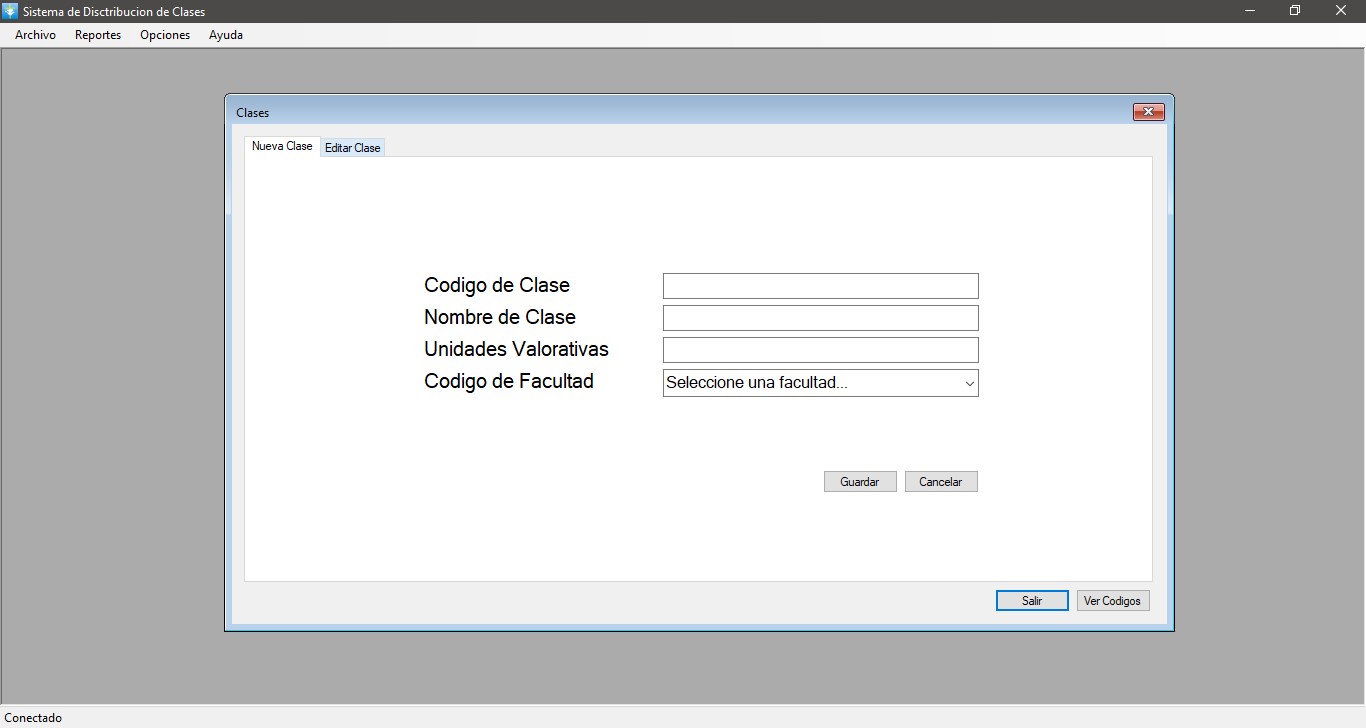 Sistema de Disctribucion de Clases
Archivo Reportes Opciones Ayuda
Clases
Nueva Clase Editar Clase
Codigo de Clase
Nombre de Clase
Unidades Valorativas
Codigo de Facultad Seleccione una facultad...
Guardar Cancelar
Salir Ver Codigos
Conectado